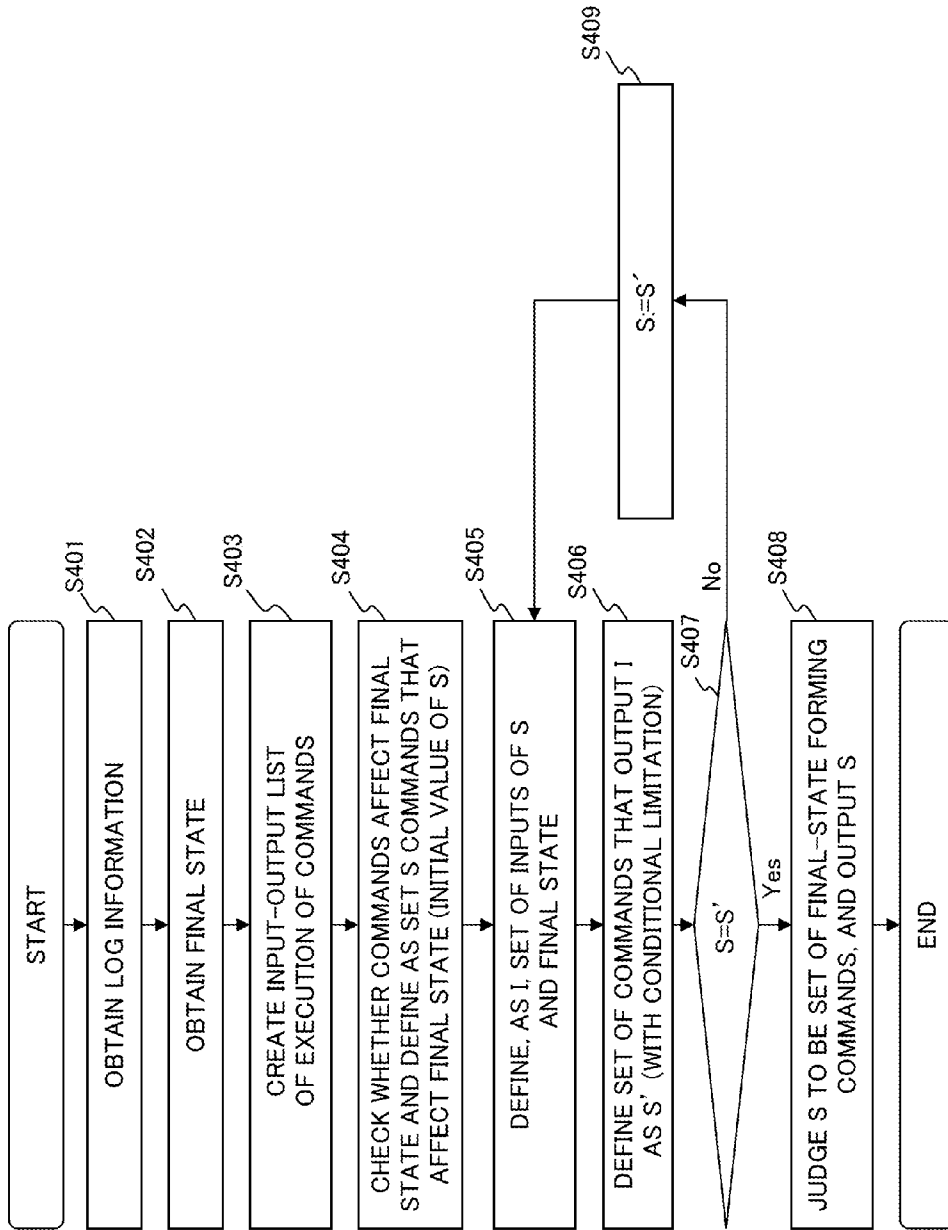 START
S401
OBTAIN LOG INFORMATION
S402
OBTAIN FINAL STATE
S403
CREATE INPUT-OUTPUT LIST
OF EXECUTION OF COMMANDS
S404
CHECK WHETHER COMMANDS AFFECT FINAL
STATE AND DEFINE AS SET S COMMANDS THAT
AFFECT FINAL STATE (INITIAL VALUE OF S)
S405
DEFINE, AS I, SET OF INPUTS OF S
AND FINAL STATE
S406
DEFINE SET OF COMMANDS THAT OUTPUT I
AS S' (WITH CONDITIONAL LIMITATION)
S407
S=S'
No
Yes
S409
S:=S'
S408
JUDGE S TO BE SET OF FINAL-STATE FORMING
COMMANDS, AND OUTPUT S
END